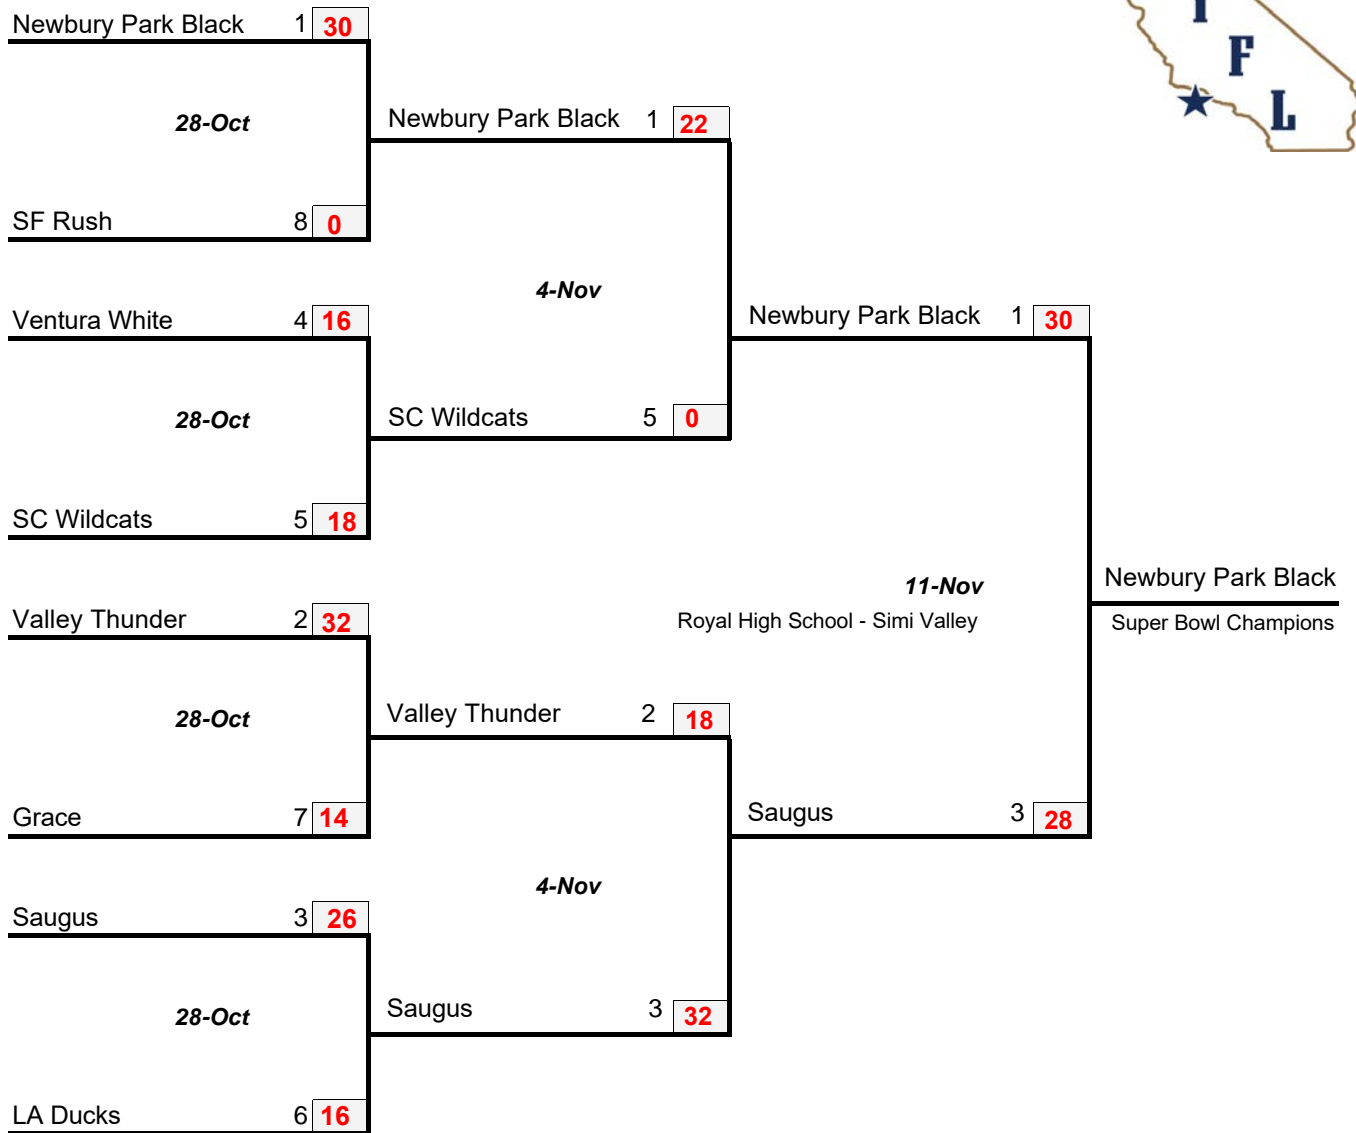 Newbury Park Black 1 30
28-Oct
SF Rush 8 0
Ventura White 4 16
28-Oct
SC Wildcats 5 18
Valley Thunder 2 32
28-Oct
Grace 7 14
Saugus 3 26
28-Oct
LA Ducks 6 16
Newbury Park Black 1 22
4-Nov
SC Wildcats 5 0
Valley Thunder 2 18
4-Nov
Saugus 3 32
Newbury Park Black 1 30
11-Nov
Royal High School - Simi Valley
Saugus 3 28
Newbury Park Black
Super Bowl Champions
F
L